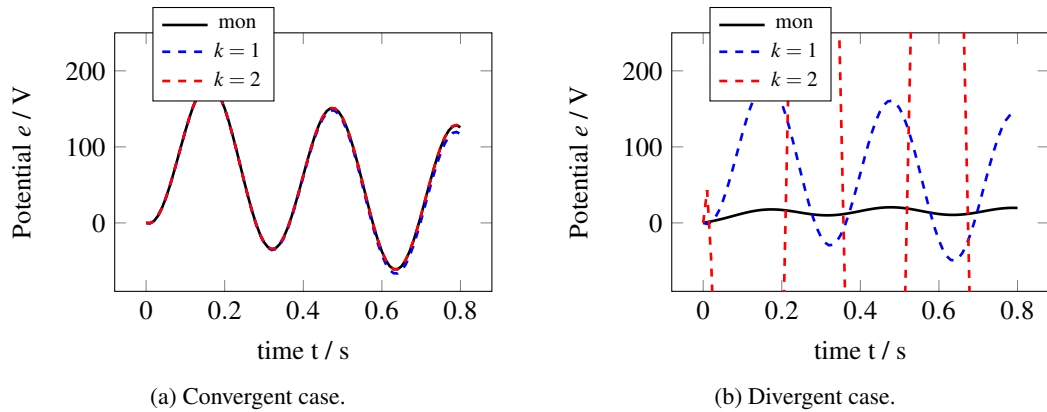 mon
k = 1
k = 2
200
100
0
Potential e / V
0
0.2
0.4
0.6
0.8
time t / s
(a) Convergent case.
mon
k = 1
k = 2
200
100
0
Potential e / V
0
0.2
0.4
0.6
0.8
time t / s
(b) Divergent case.